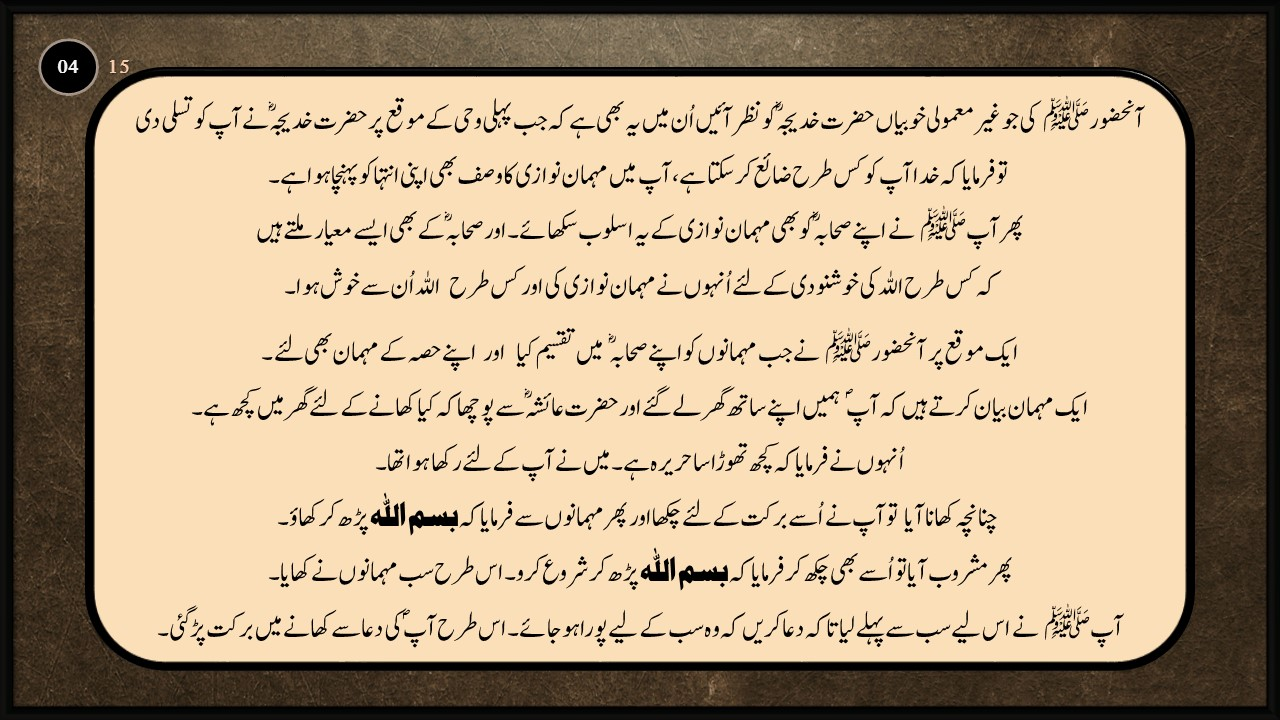 04
15
آنحضورﷺ کی جو غیر معمولی خوبیاں حضرت خدیجہؓ کو نظر آئیں اُن میں یہ بھی ہے کہ جب پہلی وحی کے موقع پر حضرت خدیجہؓ نے آپ کو تسلی دی
تو فرمایا کہ خدا آپ کو کس طرح ضائع کر سکتا ہے، آپ میں مہمان نوازی کا وصف بھی اپنی انتہا کو پہنچا ہوا ہے۔
پھر آپﷺ نے اپنے صحابہؓ کو بھی مہمان نوازی کے یہ اسلوب سکھائے۔ اور صحابہؓ کے بھی ایسے معیار ملتے ہیں
کہ کس طرح اللہ کی خوشنودی کے لئے اُنہوں نے مہمان نوازی کی اور کس طرح اللہ اُن سے خوش ہوا۔
ایک موقع پر آنحضورﷺ نے جب مہمانوں کو اپنے صحابہؓ میں تقسیم کیا اور اپنے حصہ کے مہمان بھی لئے۔
ایک مہمان بیان کرتے ہیں کہ آپؐ ہمیں اپنے ساتھ گھر لے گئے اور حضرت عائشہؓ سے پوچھا کہ کیا کھانے کے لئے گھر میں کچھ ہے۔
اُنہوں نے فرمایا کہ کچھ تھوڑا سا حریرہ ہے۔ میں نے آپ کے لئے رکھا ہوا تھا۔
چنانچہ کھانا آیا تو آپ نے اُسے برکت کے لئے چکھا اور پھر مہمانوں سے فرمایا کہ بسم اللہ پڑھ کر کھاؤ۔
پھر مشروب آیا تو اُسے بھی چکھ کر فرمایا کہ بسم اللہ پڑھ کر شروع کرو۔ اس طرح سب مہمانوں نے کھایا۔
آپﷺ نے اس لیے سب سے پہلے لیا تاکہ دعا کریں کہ وہ سب کے لیے پورا ہو جائے۔ اس طرح آپؐ کی دعا سے کھانے میں برکت پڑ گئی۔